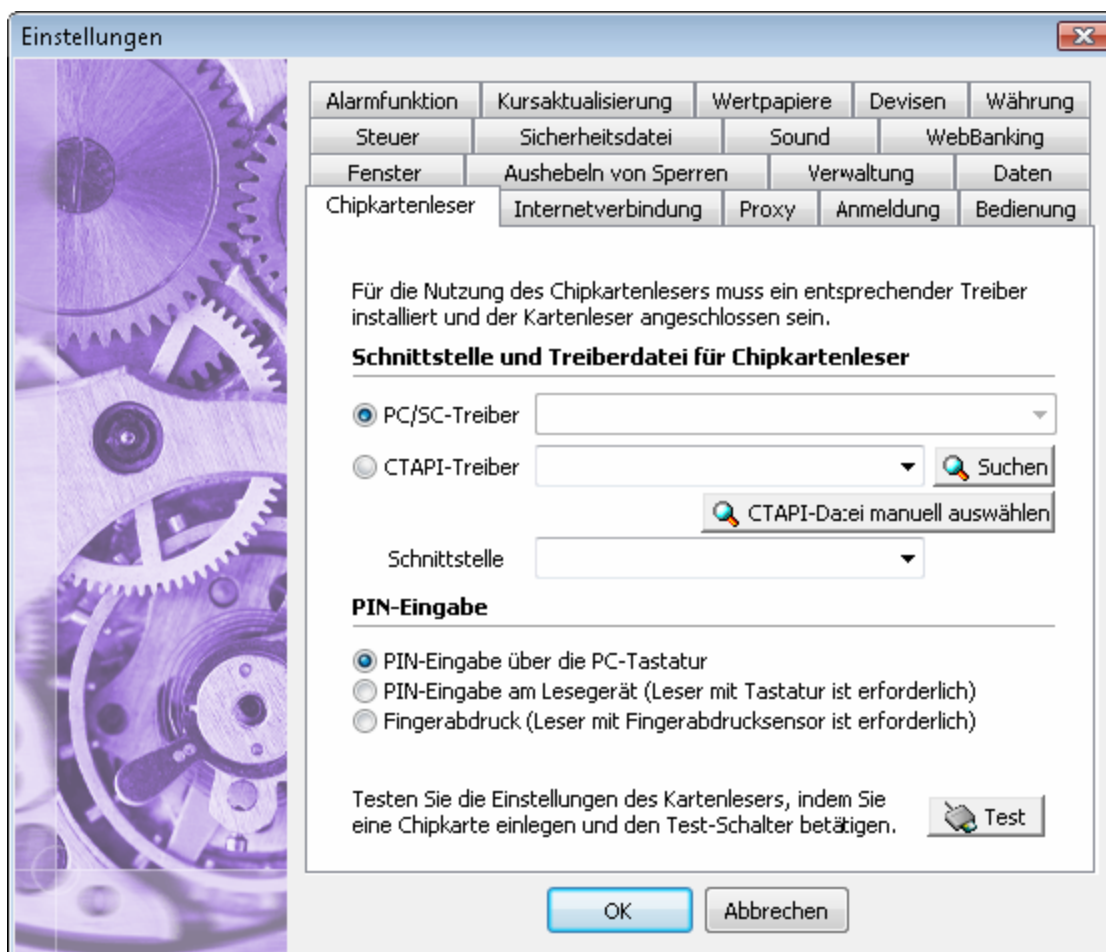 Einstellungen
Alarmfunktion Kursaktualisierung Wertpapiere Devisen Währung
Steuer Sicherheitsdatei Sound WebBanking
Fenster Aushebeln von Sperren Verwaltung Daten
Chipkartenleser Internetverbindung Proxy Anmeldung Bedienung
Für die Nutzung des Chipkartenlesers muss ein entsprechender Treiber
installiert und der Kartenleser angeschlossen sein.
Schnittstelle und Treiberdatei für Chipkartenleser
PC/SC-Treiber
CTAPI-Treiber Suchen
CTAPI-Datei manuell auswählen
Schnittstelle
PIN-Eingabe
PIN-Eingabe über die PC-Tastatur
PIN-Eingabe am Lesegerät (Leser mit Tastatur ist erforderlich)
Fingerabdruck (Leser mit Fingerabdrucksensor ist erforderlich)
Testen Sie die Einstellungen des Kartenlesers, indem Sie
eine Chipkarte einlegen und den Test-Schalter betätigen. Test
OK Abbrechen